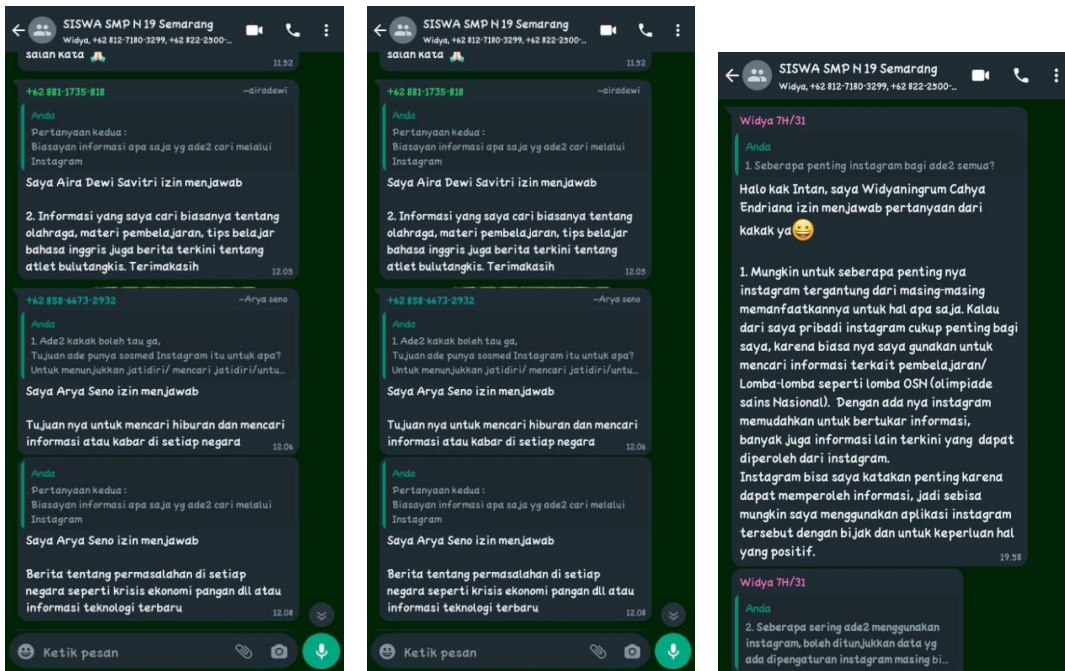 SISWA SMP N 19 Semarang
Widya, +62 812-7180-3299, +62 822-2500-..
salan kata 🙏🏻
11.52
+62 881-1735-818 ~airadewi
Anda
Pertanyaan kedua :
Biasayan informasi apa saja yg ade2 cari melalui
Instagram
Saya Aira Dewi Savitri izin menjawab
2. Informasi yang saya cari biasanya tentang
olahraga, materi pembelajaran, tips belajar
bahasa inggris juga berita terkini tentang
atlet bulutangkis. Terimakasih
12.03
+62 858-6673-2932 ~Arya seno
Anda
1. Ade2 kakak boleh tau ga,
Tujuan ade punya sosmed Instagram itu untuk apa?
Untuk menunjukkan jatidiri/ mencari jatidiri/untu...
Saya Arya Seno izin menjawab
Tujuan nya untuk mencari hiburan dan mencari
informasi atau kabar di setiap negara
12.06
Anda
Pertanyaan kedua :
Biasayan informasi apa saja yg ade2 cari melalui
Instagram
Saya Arya Seno izin menjawab
Berita tentang permasalahan di setiap
negara seperti krisis ekonomi pangan dll atau
informasi teknologi terbaru
12.08
Ketik pesan
SISWA SMP N 19 Semarang
Widya, +62 812-7180-3299, +62 822-2500-..
salan kata 🙏🏻
11.52
+62 881-1735-818 ~airadewi
Anda
Pertanyaan kedua :
Biasayan informasi apa saja yg ade2 cari melalui
Instagram
Saya Aira Dewi Savitri izin menjawab
2. Informasi yang saya cari biasanya tentang
olahraga, materi pembelajaran, tips belajar
bahasa inggris juga berita terkini tentang
atlet bulutangkis. Terimakasih
12.03
+62 858-6673-2932 ~Arya seno
Anda
1. Ade2 kakak boleh tau ga,
Tujuan ade punya sosmed Instagram itu untuk apa?
Untuk menunjukkan jatidiri/ mencari jatidiri/untu...
Saya Arya Seno izin menjawab
Tujuan nya untuk mencari hiburan dan mencari
informasi atau kabar di setiap negara
12.06
Anda
Pertanyaan kedua :
Biasayan informasi apa saja yg ade2 cari melalui
Instagram
Saya Arya Seno izin menjawab
Berita tentang permasalahan di setiap
negara seperti krisis ekonomi pangan dll atau
informasi teknologi terbaru
12.08
Ketik pesan
SISWA SMP N 19 Semarang
Widya, +62 812-7180-3299, +62 822-2500-..
Widya 7H/31
Anda
1. Seberapa penting instagram bagi ade2 semua?
Halo kak Intan, saya Widyaningrum Cahya
Endriana izin menjawab pertanyaan dari
kakak ya😄
1. Mungkin untuk seberapa penting nya
instagram tergantung dari masing-masing
memanfaatkannya untuk hal apa saja. Kalau
dari saya pribadi instagram cukup penting bagi
saya, karena biasa nya saya gunakan untuk
mencari informasi terkait pembelajaran/
Lomba-lomba seperti lomba OSN (olimpiade
sains Nasional). Dengan ada nya instagram
memudahkan untuk bertukar informasi,
banyak juga informasi lain terkini yang dapat
diperoleh dari instagram.
Instagram bisa saya katakan penting karena
dapat memperoleh informasi, jadi sebisa
mungkin saya menggunakan aplikasi instagram
tersebut dengan bijak dan untuk keperluan hal
yang positif.
19.58
Widya 7H/31
Anda
2. Seberapa sering ade2 menggunakan
instagram, boleh ditunjukkan data yg
ada dipengaturan instagram masing bi...